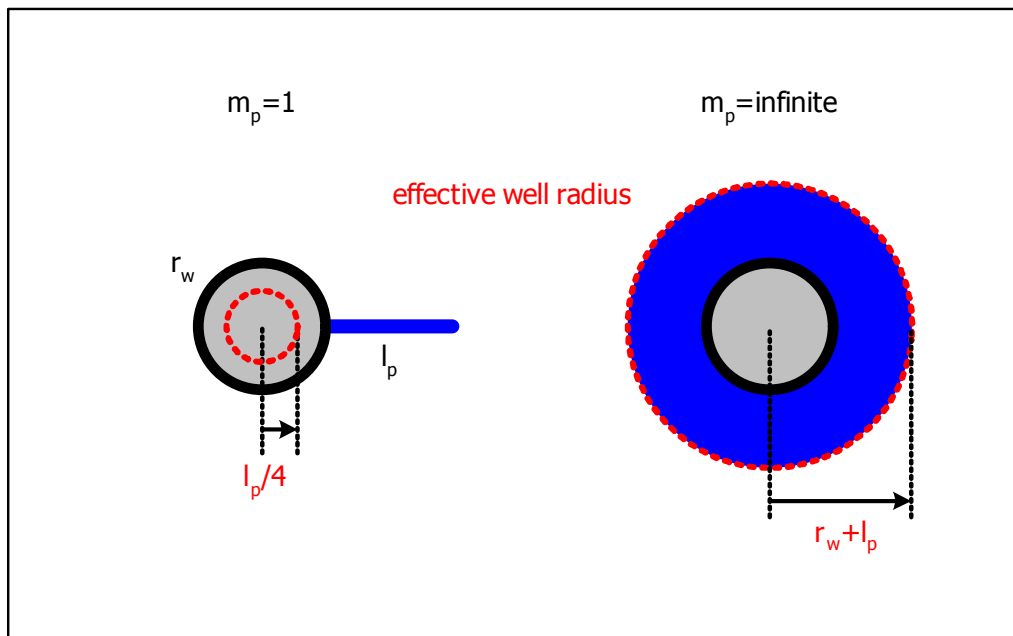 m_p=1
m_p=infinite
effective well radius
r_w
l_p
l_p/4
r_w+l_p